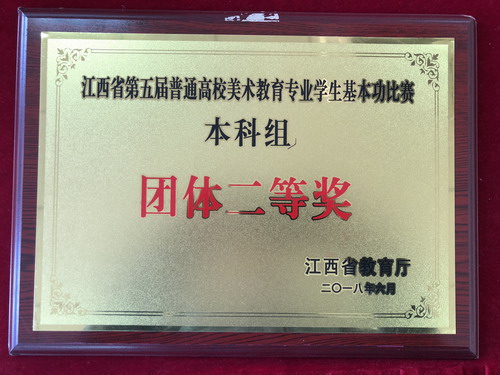 江西省第五届普通高校美术教育专业学生基本功比赛
本科组
团体二等奖
江西省教育厅
二〇一八年六月